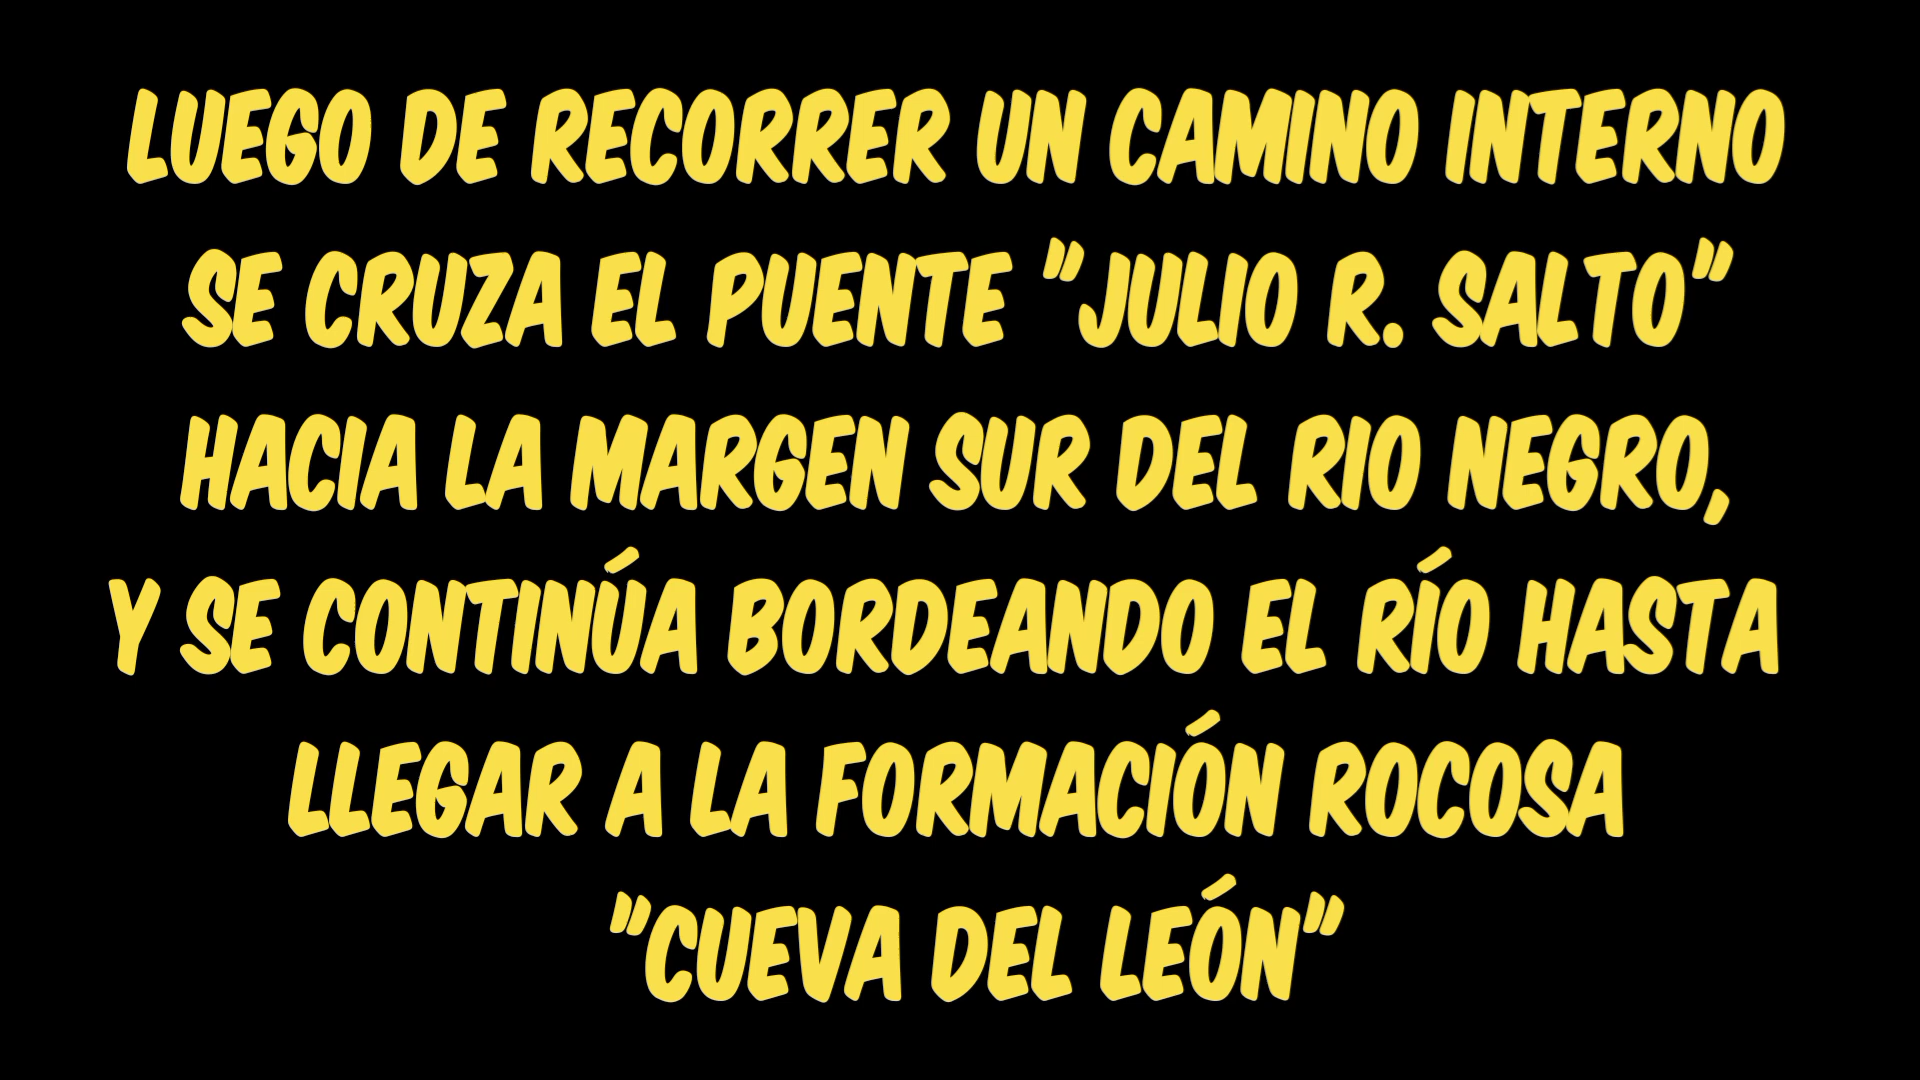 LUEGO DE RECORRER UN CAMINO INTERNO
SE CRUZA EL PUENTE "JULIO R. SALTO"
HACIA LA MARGEN SUR DEL RIO NEGRO,
Y SE CONTINÚA BORDEANDO EL RÍO HASTA
LLEGAR A LA FORMACIÓN ROCOSA
"CUEVA DEL LEÓN"